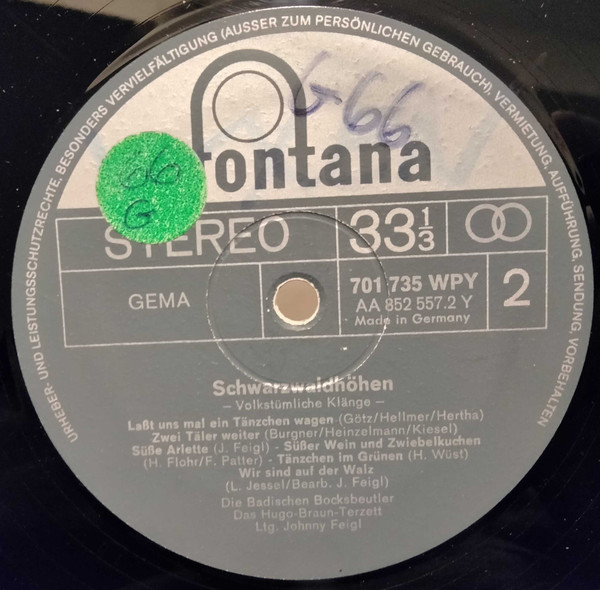 URHEBER- UND LEISTUNGSSCHUTZRECHTE, BESONDERS VERVIELFÄLTIGUNG (AUSSER ZUM PERSÖNLICHEN GEBRAUCH), VERMIETUNG, AUFFÜHRUNG, SENDUNG, VORBEHALTEN
G-66
66
G
fontana
STEREO
33 1/3
GEMA
701 735 WPY
AA 852 557.2 Y
Made in Germany
2
Schwarzwaldhöhen
– Volkstümliche Klänge –
Laßt uns mal ein Tänzchen wagen (Götz/Hellmer/Hertha)
Zwei Täler weiter (Burgner/Heinzelmann/Kiesel)
Süße Arlette (J. Feigl) - Süßer Wein und Zwiebelkuchen
(H. Flohr/F. Patter) - Tänzchen im Grünen (H. Wüst)
Wir sind auf der Walz
(L. Jessel/Bearb. J. Feigl)
Die Badischen Bocksbeutler
Das Hugo-Braun-Terzett
Ltg. Johnny Feigl